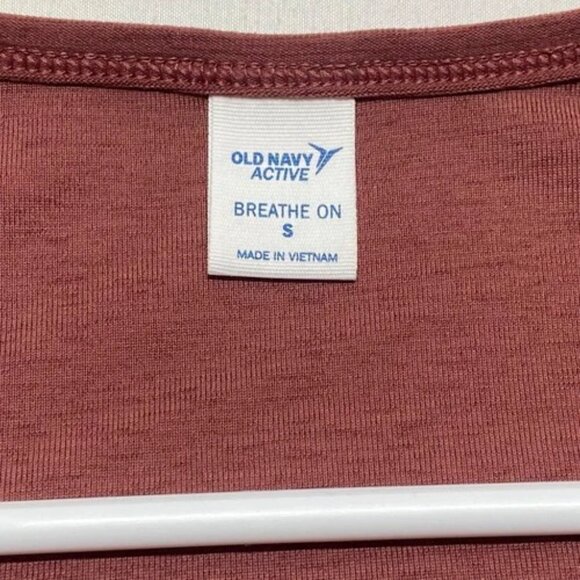 OLD NAVY
ACTIVE
BREATHE ON
S
MADE IN VIETNAM